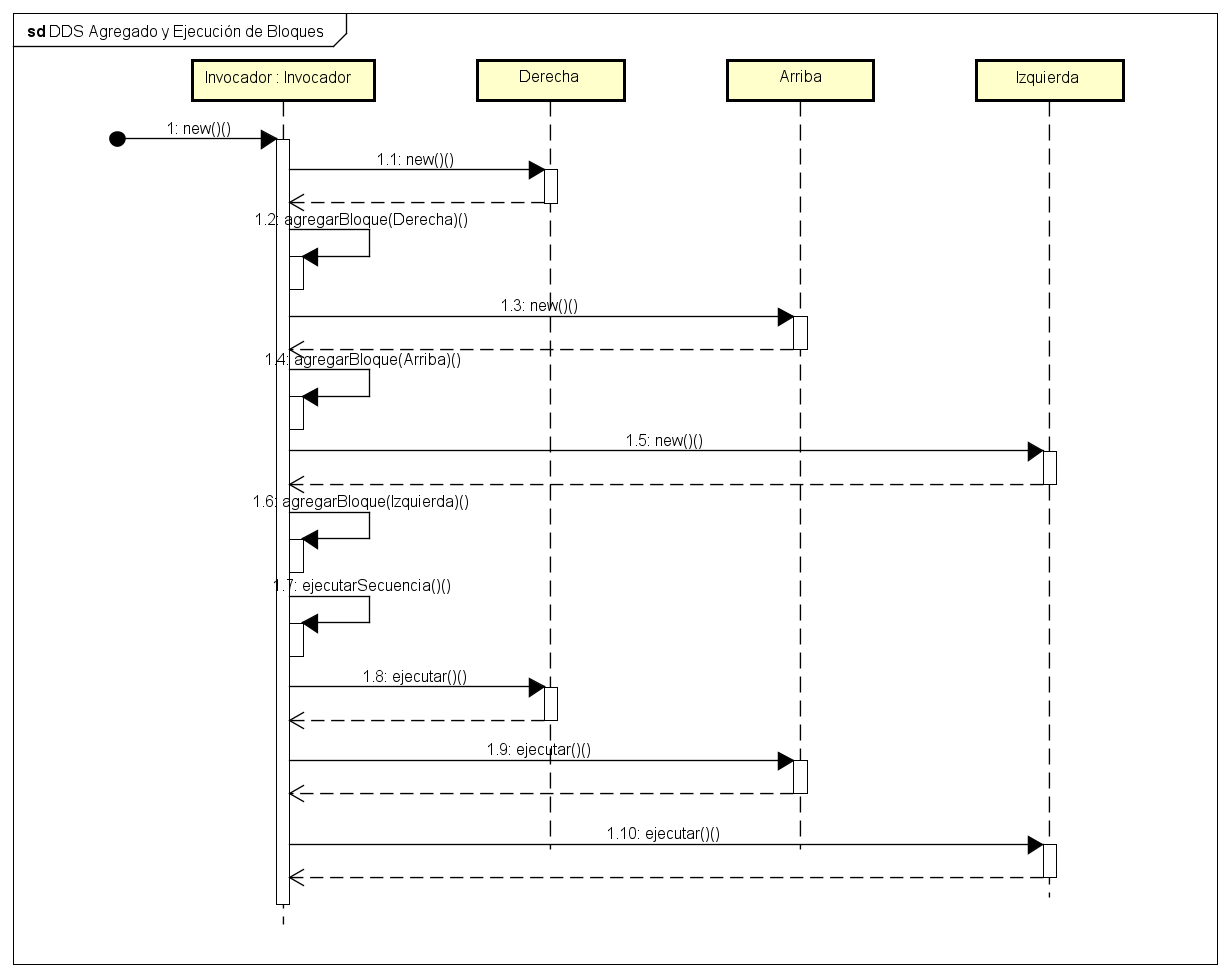 sd DDS Agregado y Ejecución de Bloques
Invocador : Invocador
Derecha
Arriba
Izquierda
1: new()()
1.1: new()()
1.2: agregarBloque(Derecha)()
1.3: new()()
1.4: agregarBloque(Arriba)()
1.5: new()()
1.6: agregarBloque(Izquierda)()
1.7: ejecutarSecuencia()()
1.8: ejecutar()()
1.9: ejecutar()()
1.10: ejecutar()()